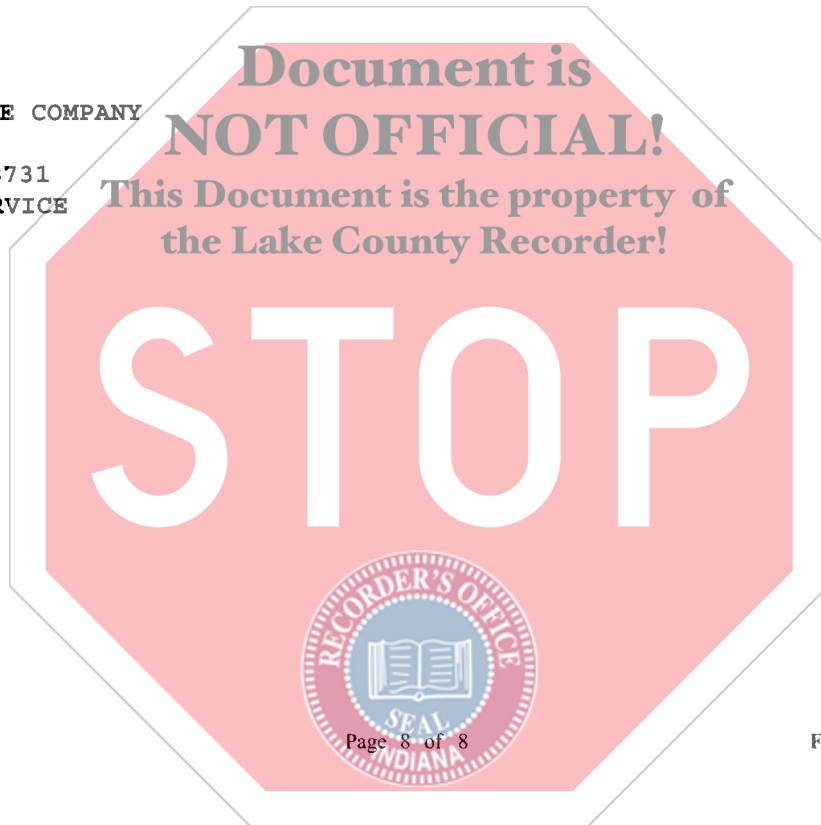 Document is
E COMPANY
NOT OFFICIAL!
731
This Document is the property of
RVICE
the Lake County Recorder!
STOP
RECORDER'S OFFICE
SEAL
Page 8 of 8
INDIANA
F